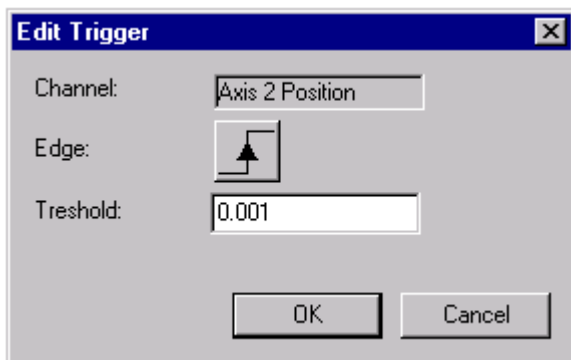 Edit Trigger
Channel: Axis 2 Position
Edge:
Treshold: 0.001
OK Cancel